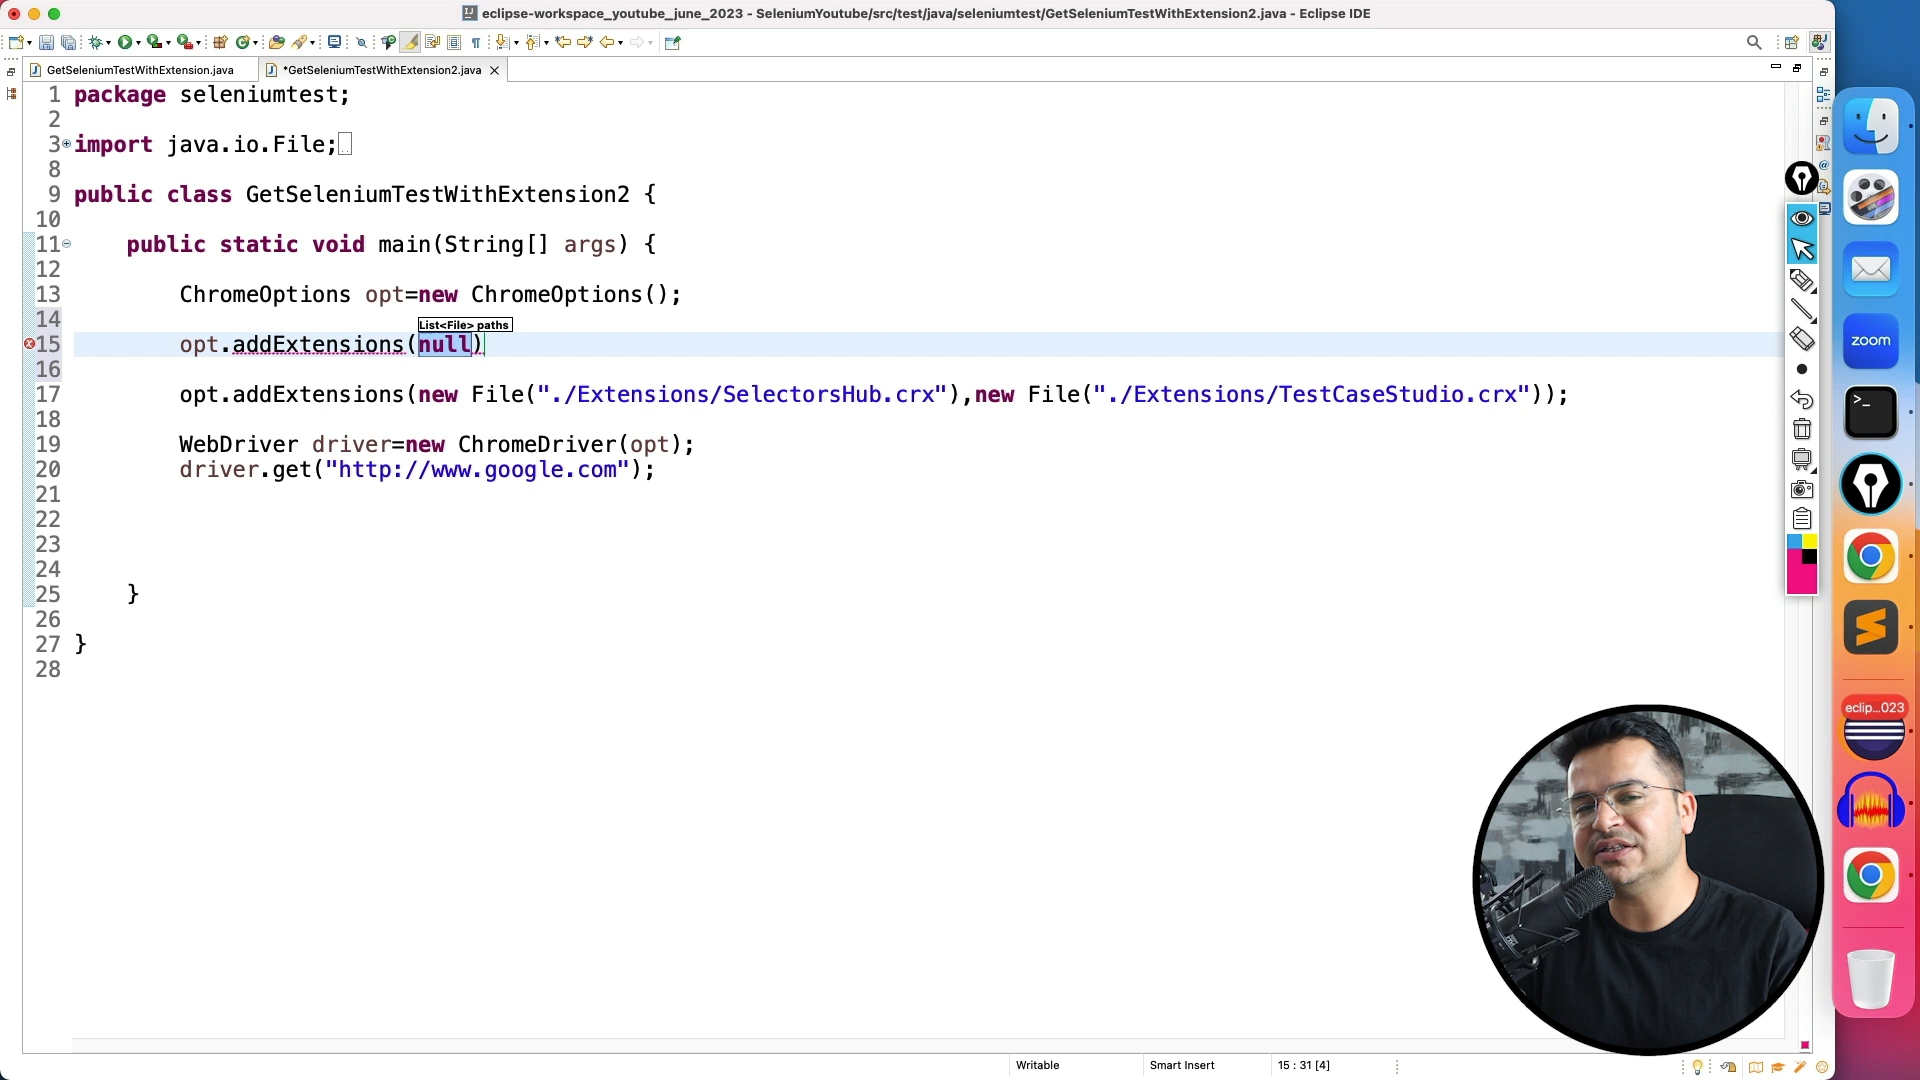 eclipse-workspace_youtube_june_2023 - SeleniumYoutube/src/test/java/seleniumtest/GetSeleniumTestWithExtension2.java - Eclipse IDE
GetSeleniumTestWithExtension.java
*GetSeleniumTestWithExtension2.java
1 package seleniumtest;
2
3 import java.io.File;
8
9 public class GetSeleniumTestWithExtension2 {
10
11 public static void main(String[] args) {
12
13 ChromeOptions opt=new ChromeOptions();
14
List<File> paths
15 opt.addExtensions(null)
16
17 opt.addExtensions(new File("./Extensions/SelectorsHub.crx"),new File("./Extensions/TestCaseStudio.crx"));
18
19 WebDriver driver=new ChromeDriver(opt);
20 driver.get("http://www.google.com");
21
22
23
24
25 }
26
27 }
28
zoom
eclip...023
Writable
Smart Insert
15 : 31 [4]